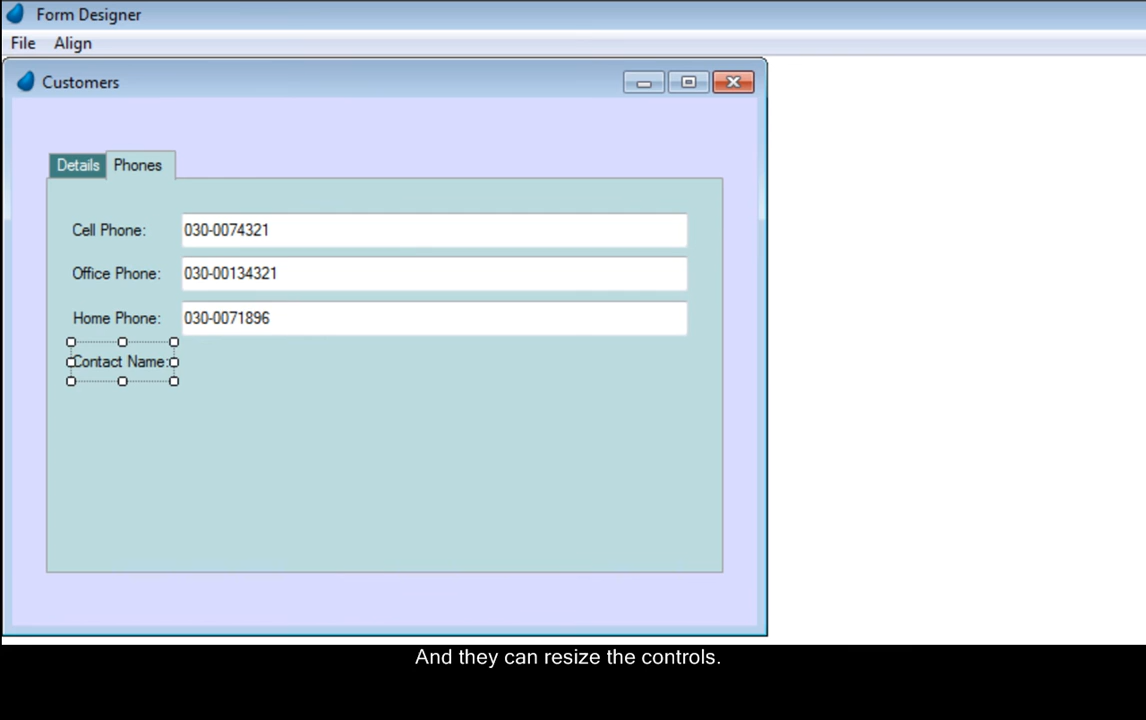 Form Designer
File Align
Customers
Details Phones
Cell Phone: 030-0074321
Office Phone: 030-00134321
Home Phone: 030-0071896
Contact Name:
And they can resize the controls.